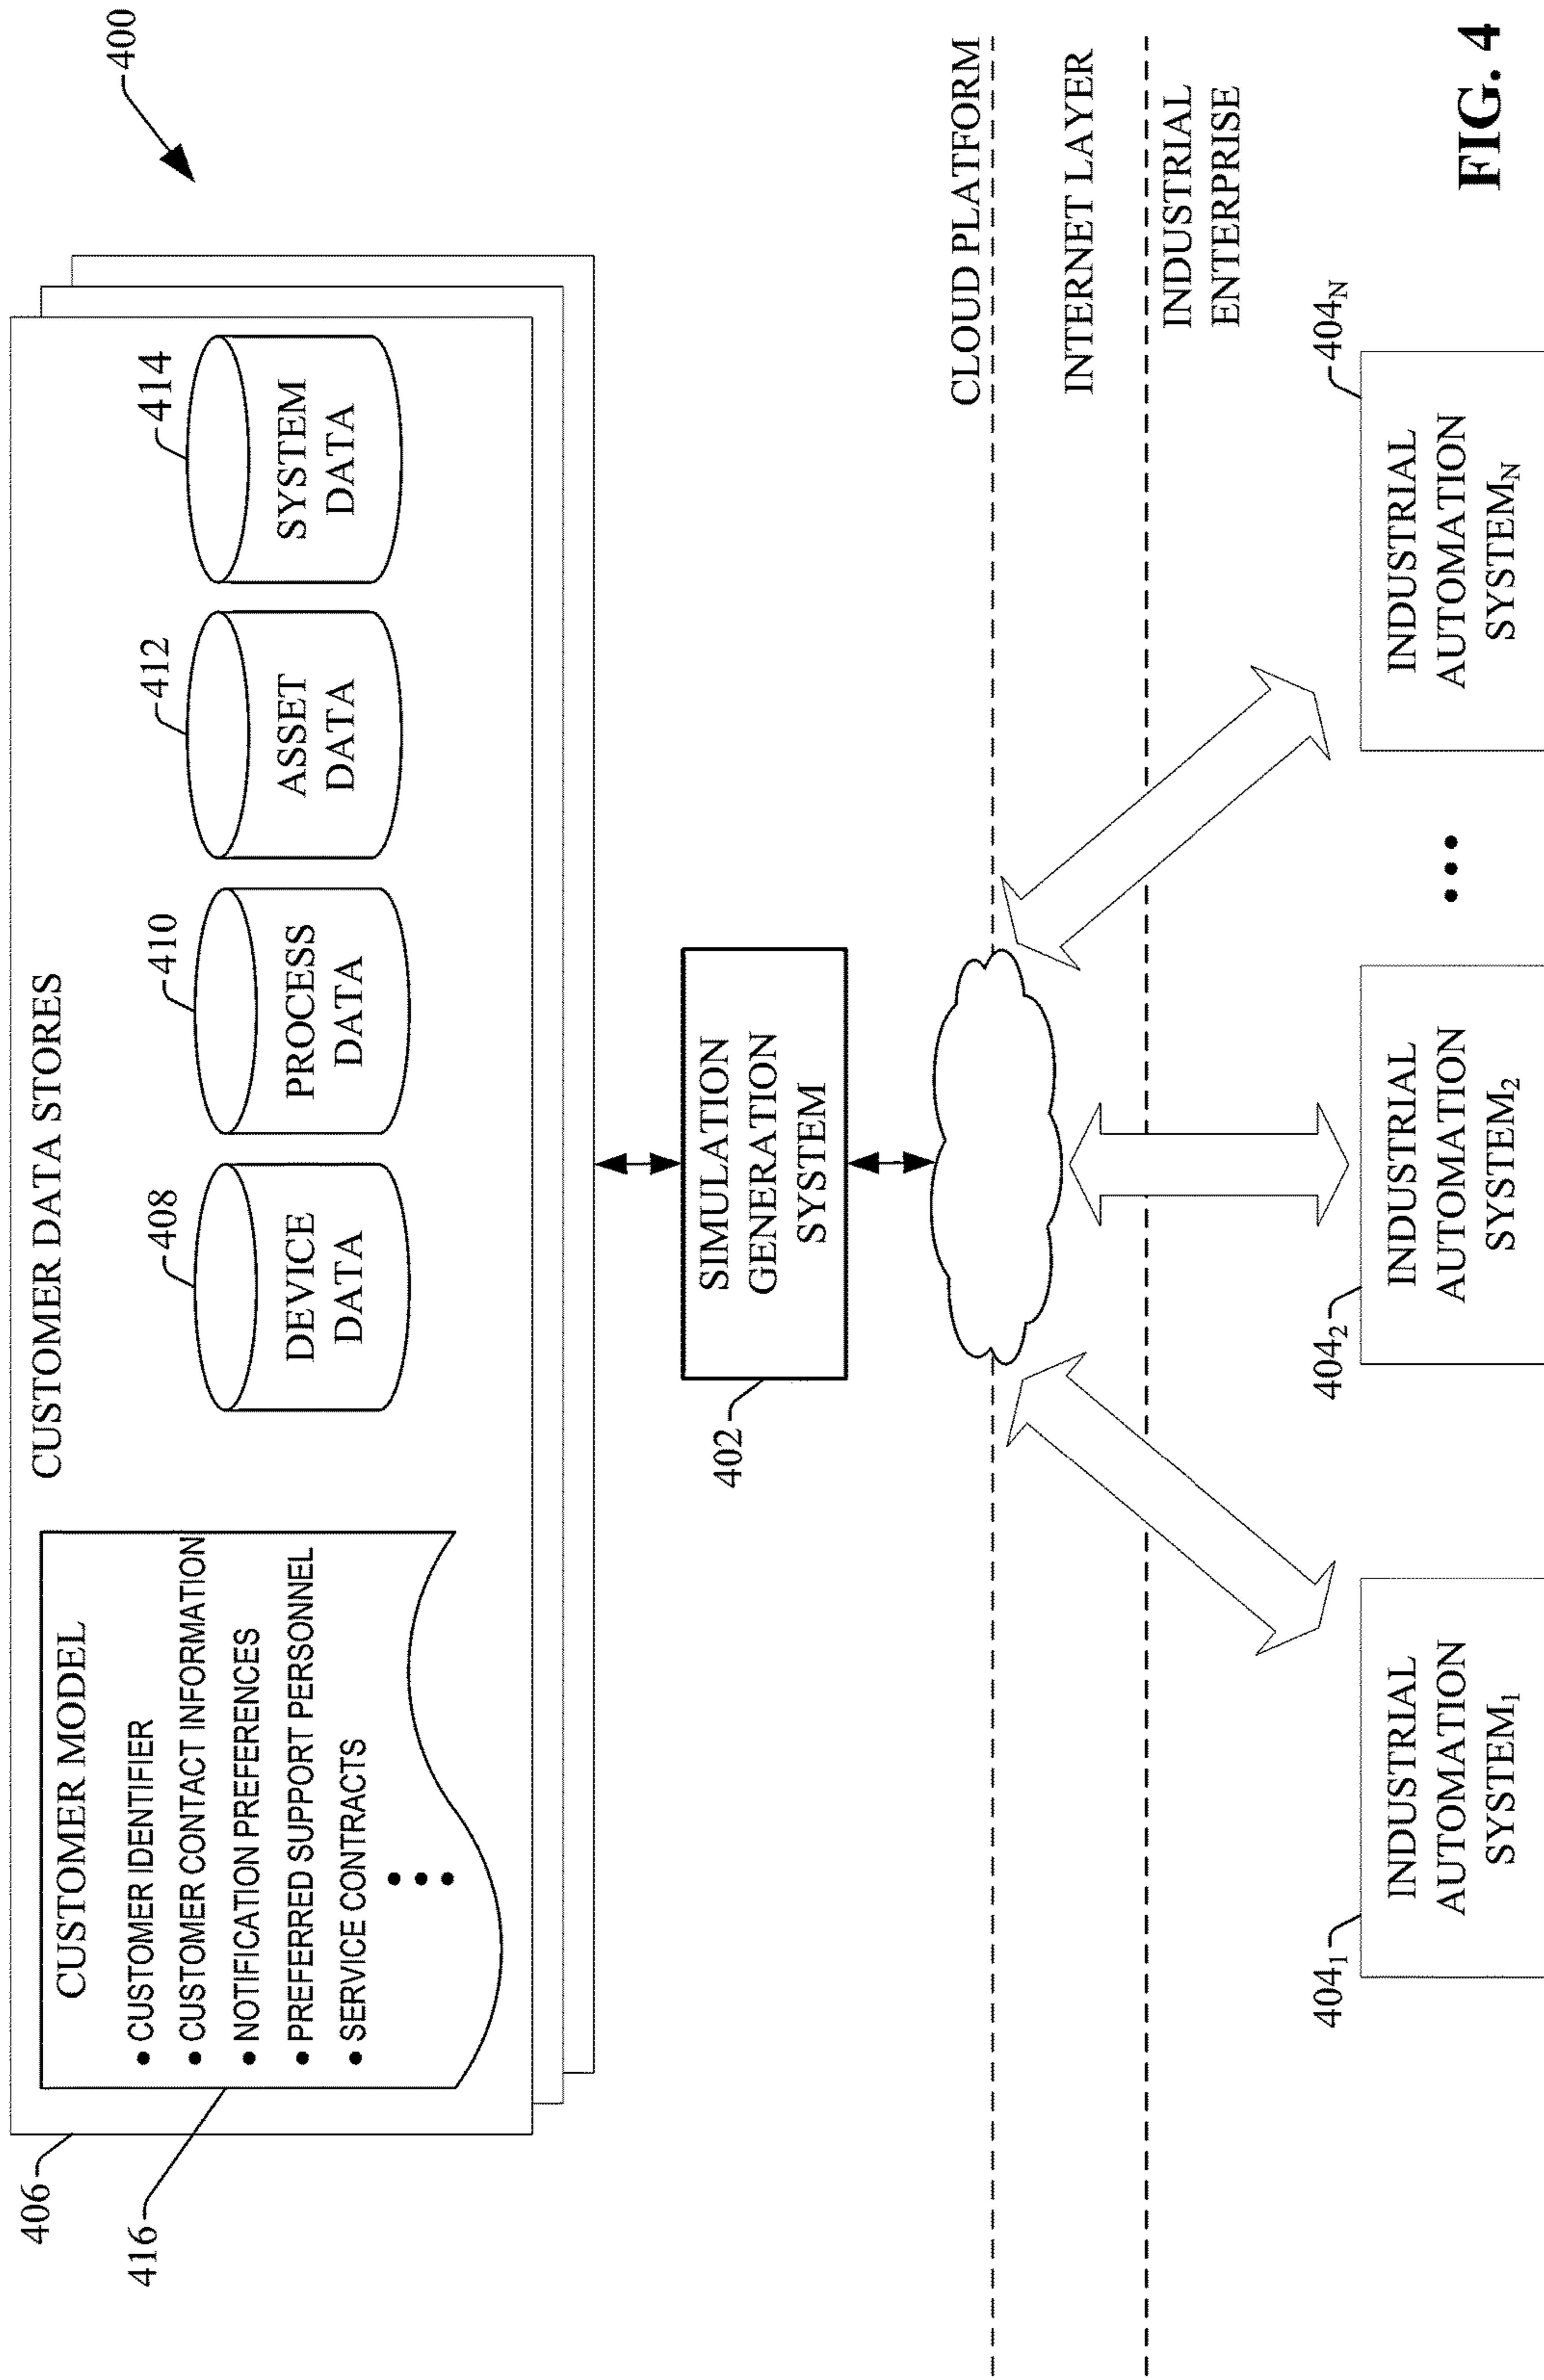 400
CUSTOMER DATA STORES
406
416
CUSTOMER MODEL
• CUSTOMER IDENTIFIER
• CUSTOMER CONTACT INFORMATION
• NOTIFICATION PREFERENCES
• PREFERRED SUPPORT PERSONNEL
• SERVICE CONTRACTS
408
DEVICE
DATA
410
PROCESS
DATA
412
ASSET
DATA
414
SYSTEM
DATA
402
SIMULATION
GENERATION
SYSTEM
CLOUD PLATFORM
INTERNET LAYER
INDUSTRIAL
ENTERPRISE
404₁
INDUSTRIAL
AUTOMATION
SYSTEM₁
404₂
INDUSTRIAL
AUTOMATION
SYSTEM₂
404N
INDUSTRIAL
AUTOMATION
SYSTEMN
FIG. 4